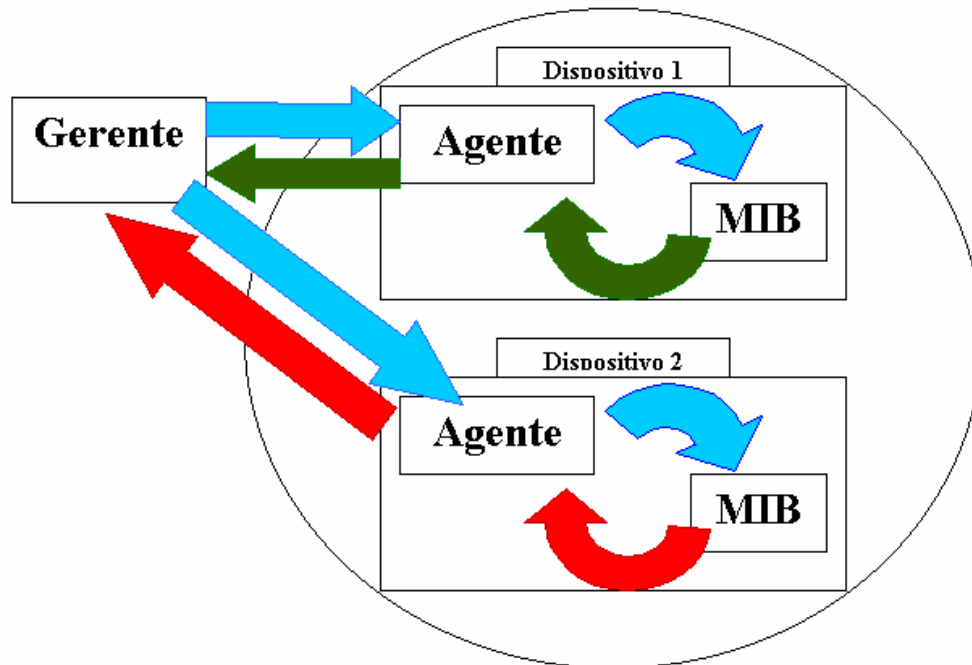 Dispositivo 1
Gerente
Agente
MIB
Dispositivo 2
Agente
MIB